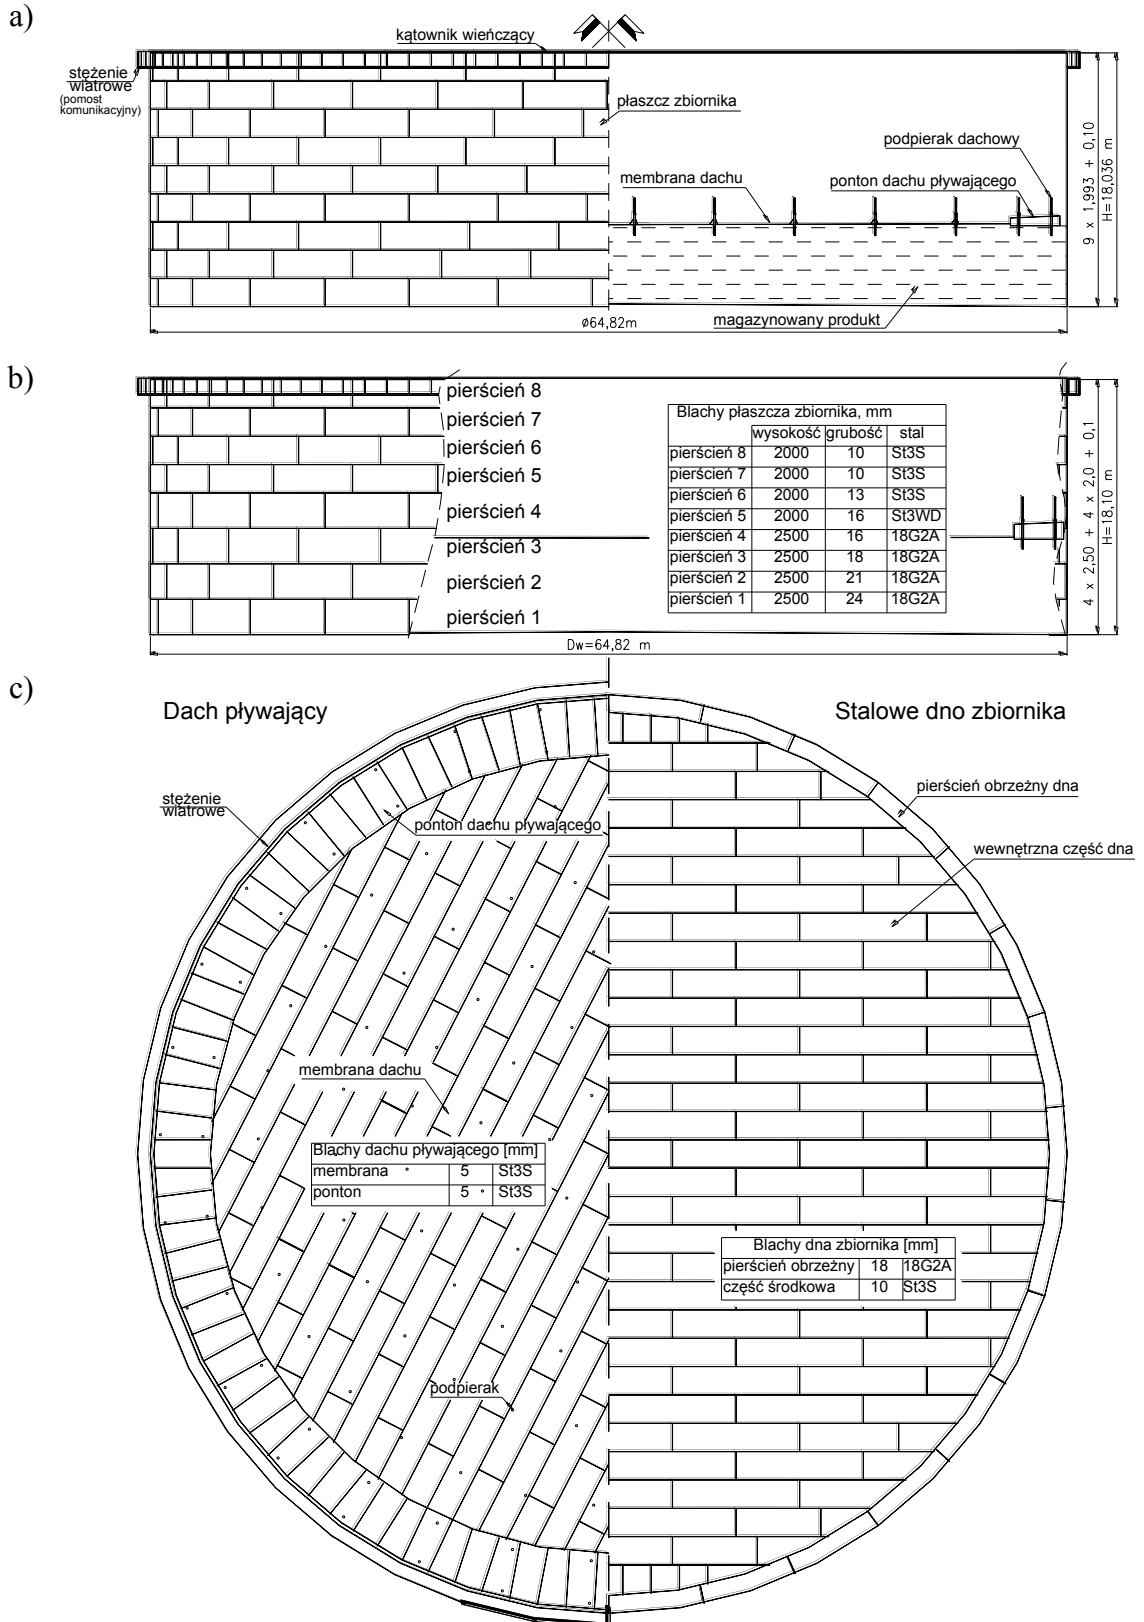 a)
kątownik wieńczący
stężenie
wiatrowe
(pomost
komunikacyjny)
płaszcz zbiornika
podpierak dachowy
membrana dachu
ponton dachu pływającego
magazynowany produkt
ø64,82m
9 x 1,993 + 0,10
H=18,036 m
b)
pierścień 8
pierścień 7
pierścień 6
pierścień 5
pierścień 4
pierścień 3
pierścień 2
pierścień 1
Blachy płaszcza zbiornika, mm
wysokość grubość stal
pierścień 8 2000 10 St3S
pierścień 7 2000 10 St3S
pierścień 6 2000 13 St3S
pierścień 5 2000 16 St3WD
pierścień 4 2500 16 18G2A
pierścień 3 2500 18 18G2A
pierścień 2 2500 21 18G2A
pierścień 1 2500 24 18G2A
4 x 2,50 + 4 x 2,0 + 0,1
H=18,10 m
Dw=64,82 m
c)
Dach pływający
Stalowe dno zbiornika
stężenie
wiatrowe
ponton dachu pływającego
pierścień obrzeżny dna
wewnętrzna część dna
membrana dachu
Blachy dachu pływającego [mm]
membrana 5 St3S
ponton 5 St3S
Blachy dna zbiornika [mm]
pierścień obrzeżny 18 18G2A
część środkowa 10 St3S
podpierak